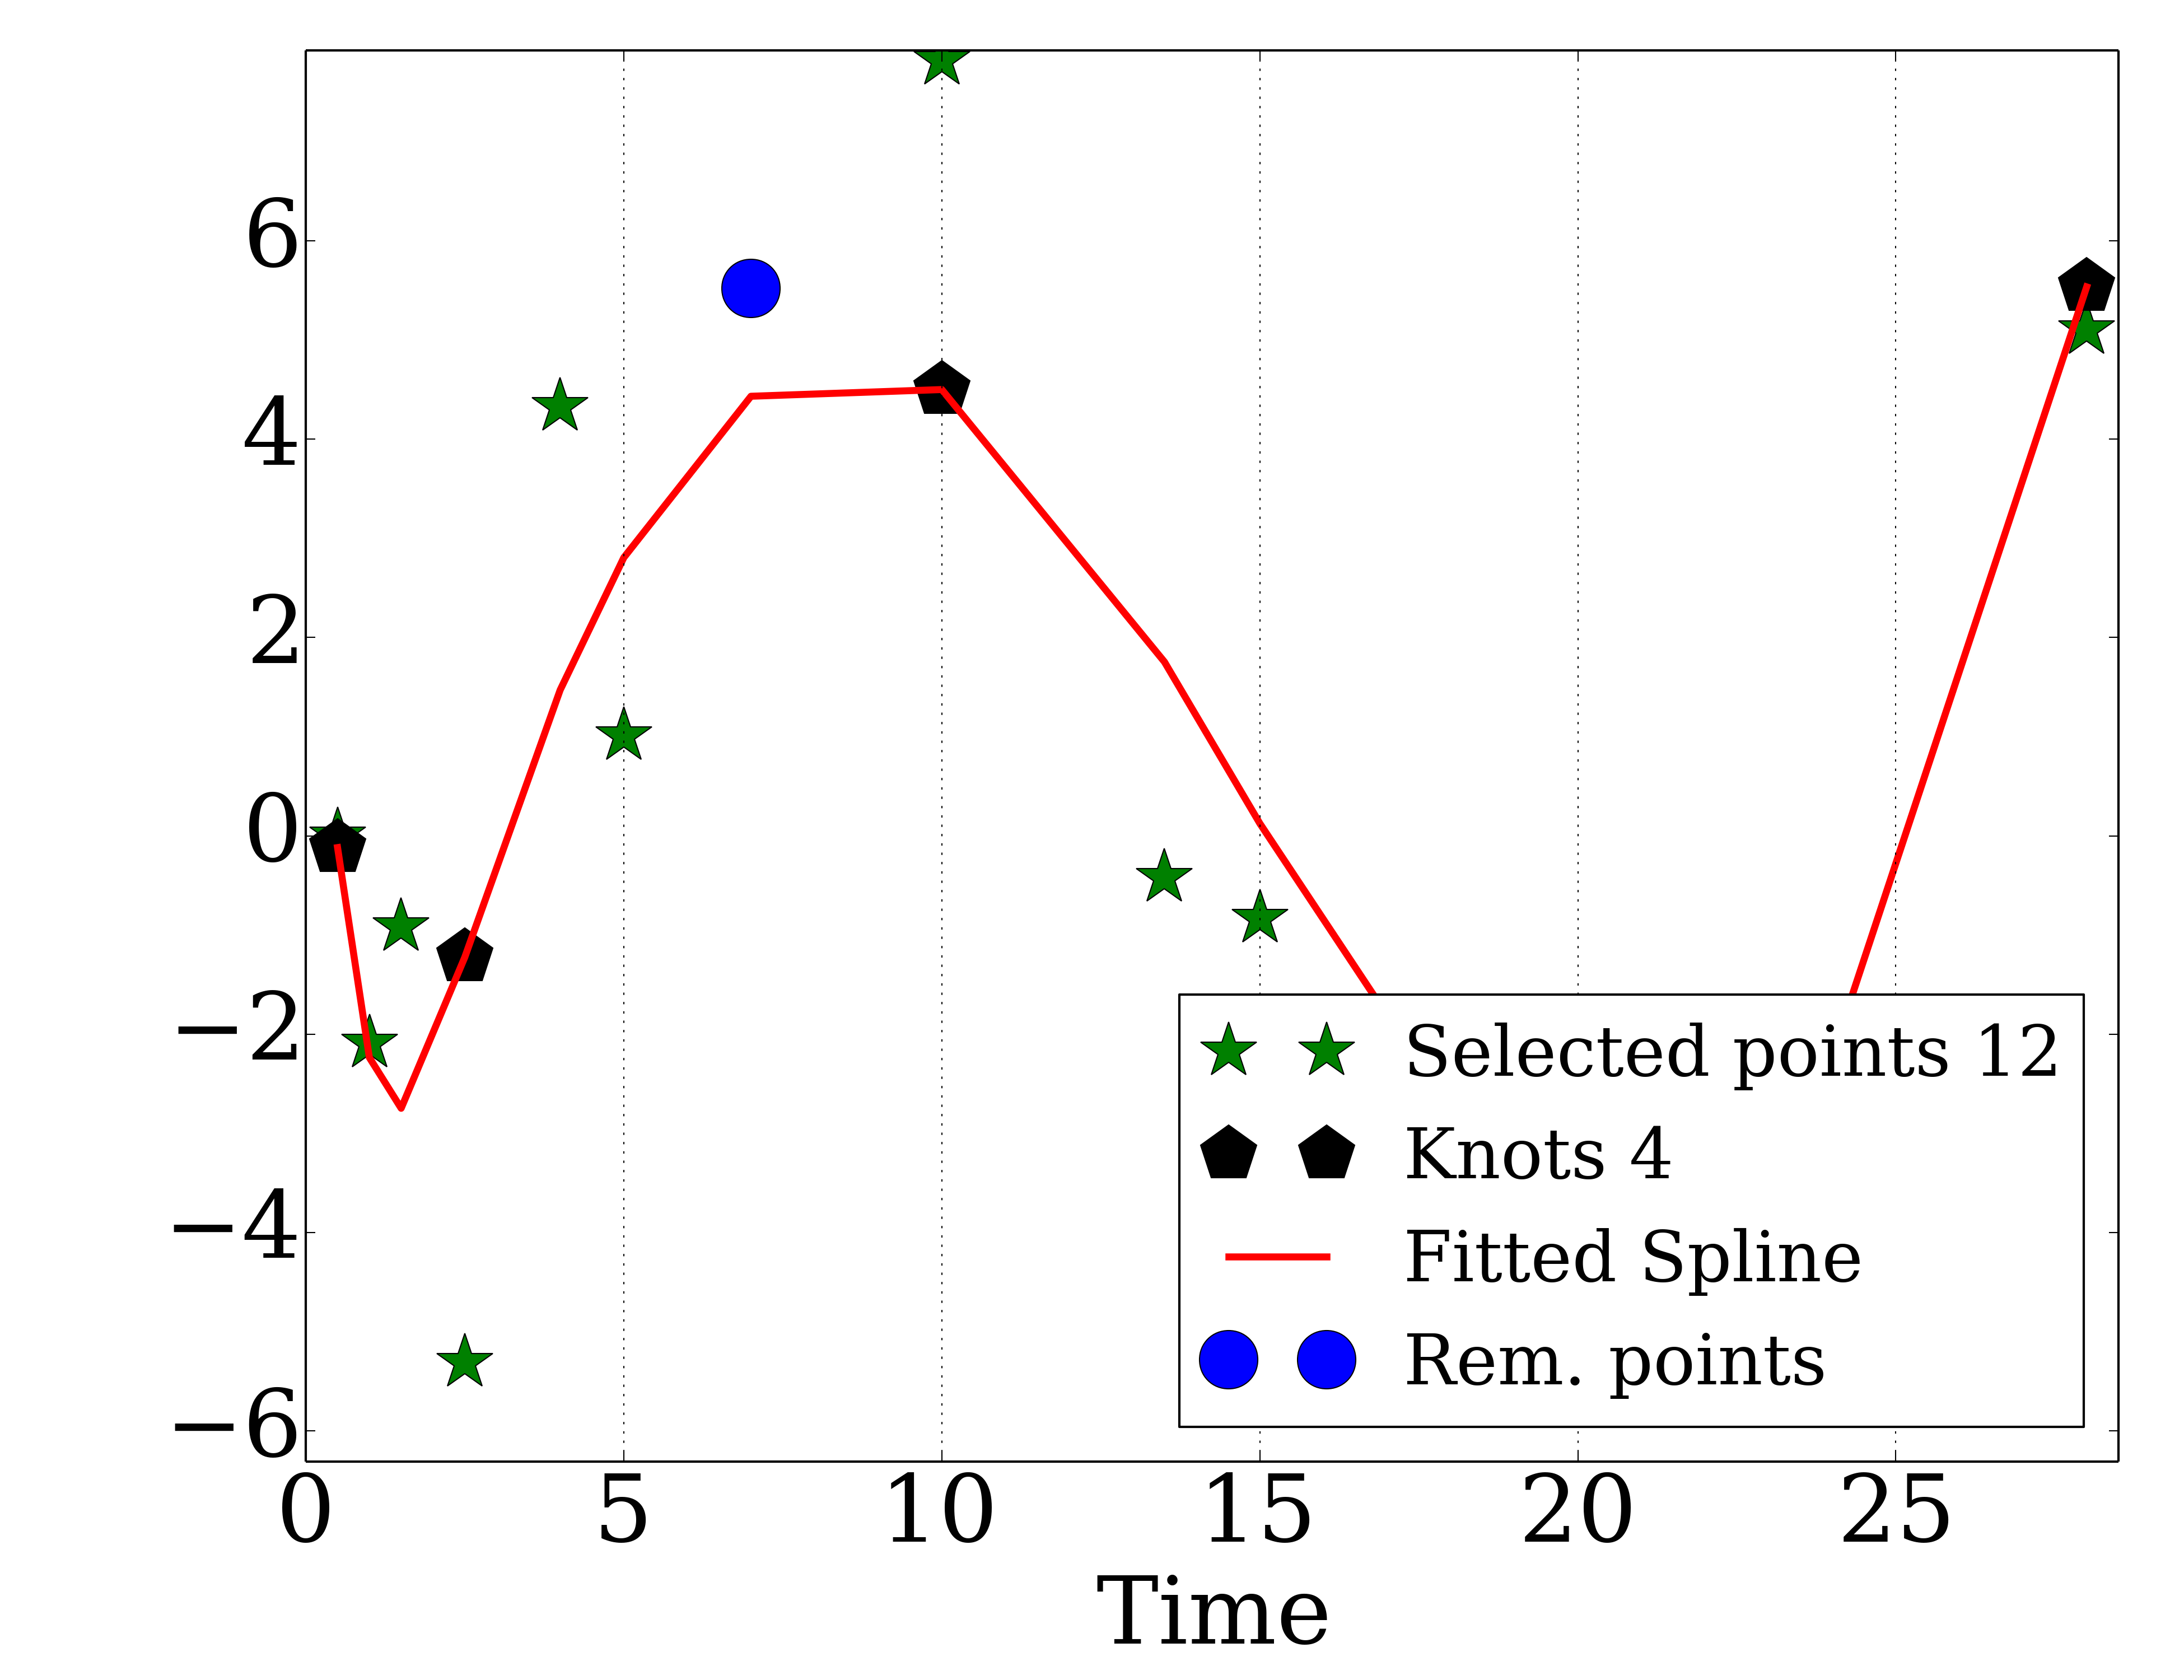 6
4
2
0
−2
−4
−6
Selected points 12
Knots 4
Fitted Spline
Rem. points
0 5 10 15 20 25
Time